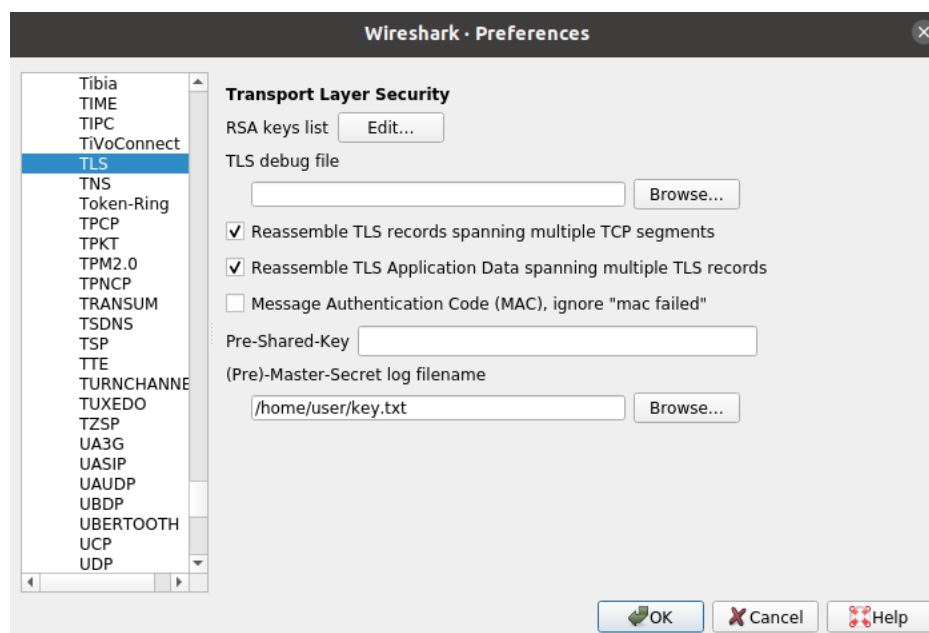 Wireshark · Preferences
Tibia
TIME
TIPC
TiVoConnect
TLS
TNS
Token-Ring
TPCP
TPKT
TPM2.0
TPNCP
TRANSUM
TSDNS
TSP
TTE
TURNCHANNE
TUXEDO
TZSP
UA3G
UASIP
UAUDP
UBDP
UBERTOOTH
UCP
UDP
Transport Layer Security
RSA keys list Edit...
TLS debug file
Browse...
Reassemble TLS records spanning multiple TCP segments
Reassemble TLS Application Data spanning multiple TLS records
Message Authentication Code (MAC), ignore "mac failed"
Pre-Shared-Key
(Pre)-Master-Secret log filename
/home/user/key.txt Browse...
OK Cancel Help